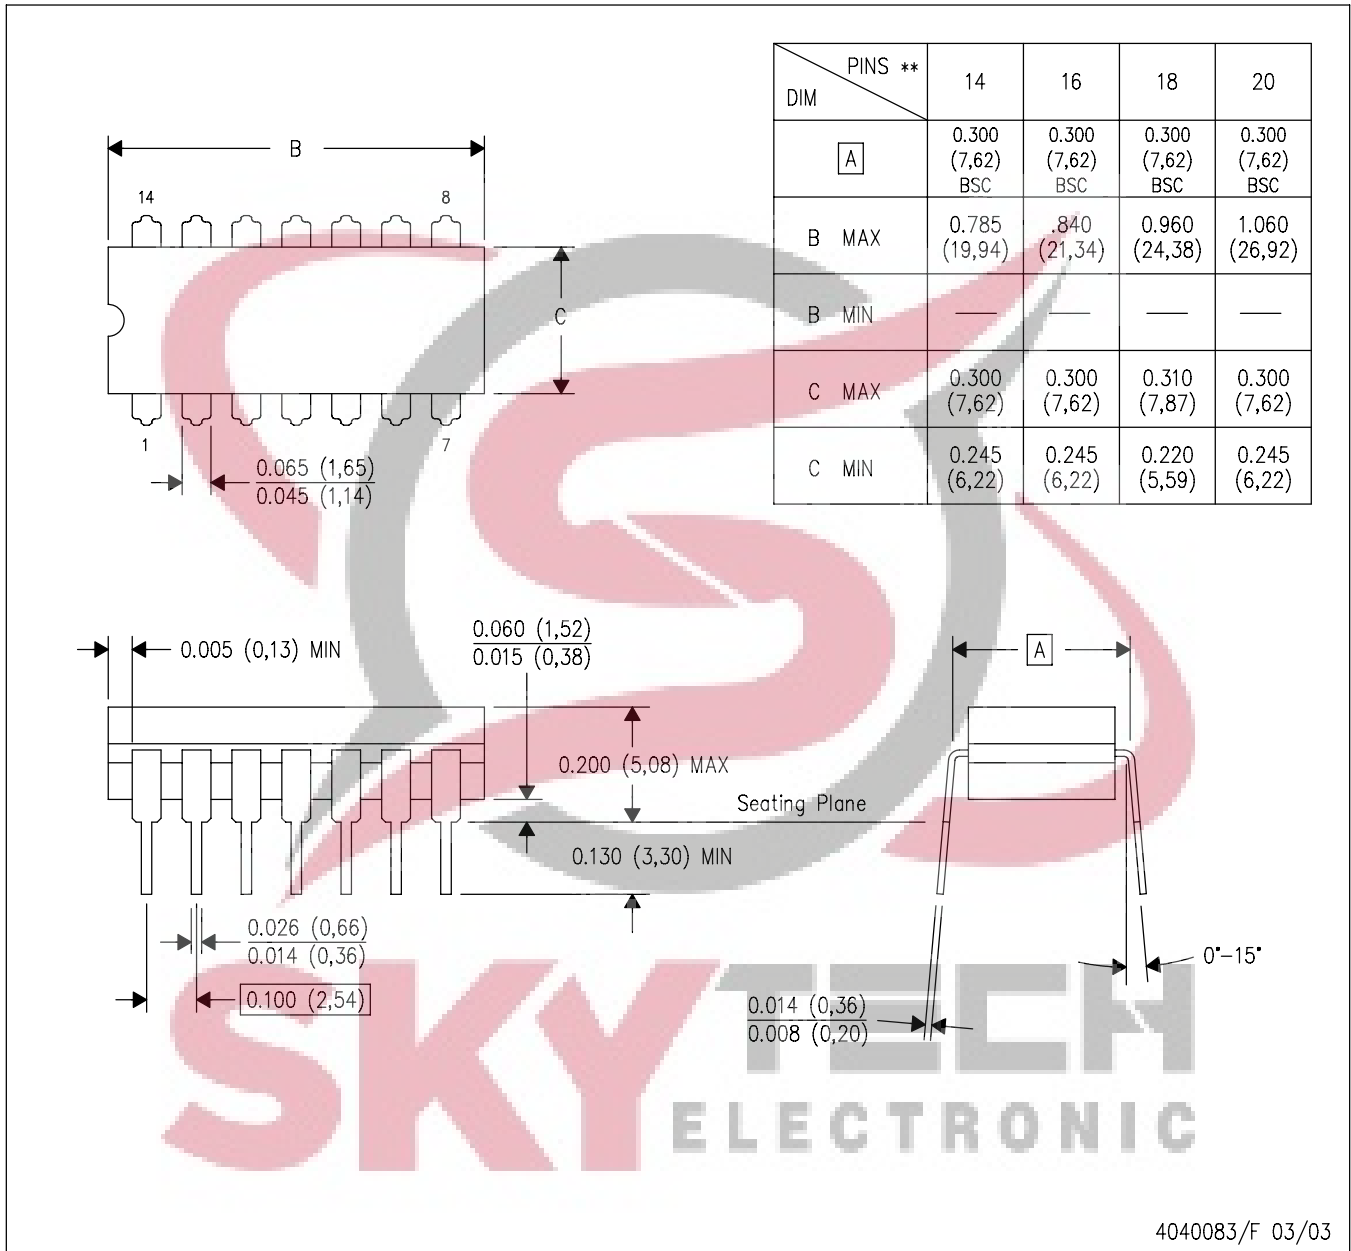 PINS **
DIM
14 16 18 20
A
0.300 0.300 0.300 0.300
(7,62) (7,62) (7,62) (7,62)
BSC BSC BSC BSC
B MAX
0.785 .840 0.960 1.060
(19,94) (21,34) (24,38) (26,92)
B MIN — — — —
C MAX
0.300 0.300 0.310 0.300
(7,62) (7,62) (7,87) (7,62)
C MIN
0.245 0.245 0.220 0.245
(6,22) (6,22) (5,59) (6,22)
B
14 8
C
1 7
0.065 (1,65)
0.045 (1,14)
0.005 (0,13) MIN
0.060 (1,52)
0.015 (0,38)
A
0.200 (5,08) MAX
Seating Plane
0.130 (3,30) MIN
0.026 (0,66)
0.014 (0,36)
0.100 (2,54)
0°–15°
0.014 (0,36)
0.008 (0,20)
SKYTECH
ELECTRONIC
4040083/F 03/03